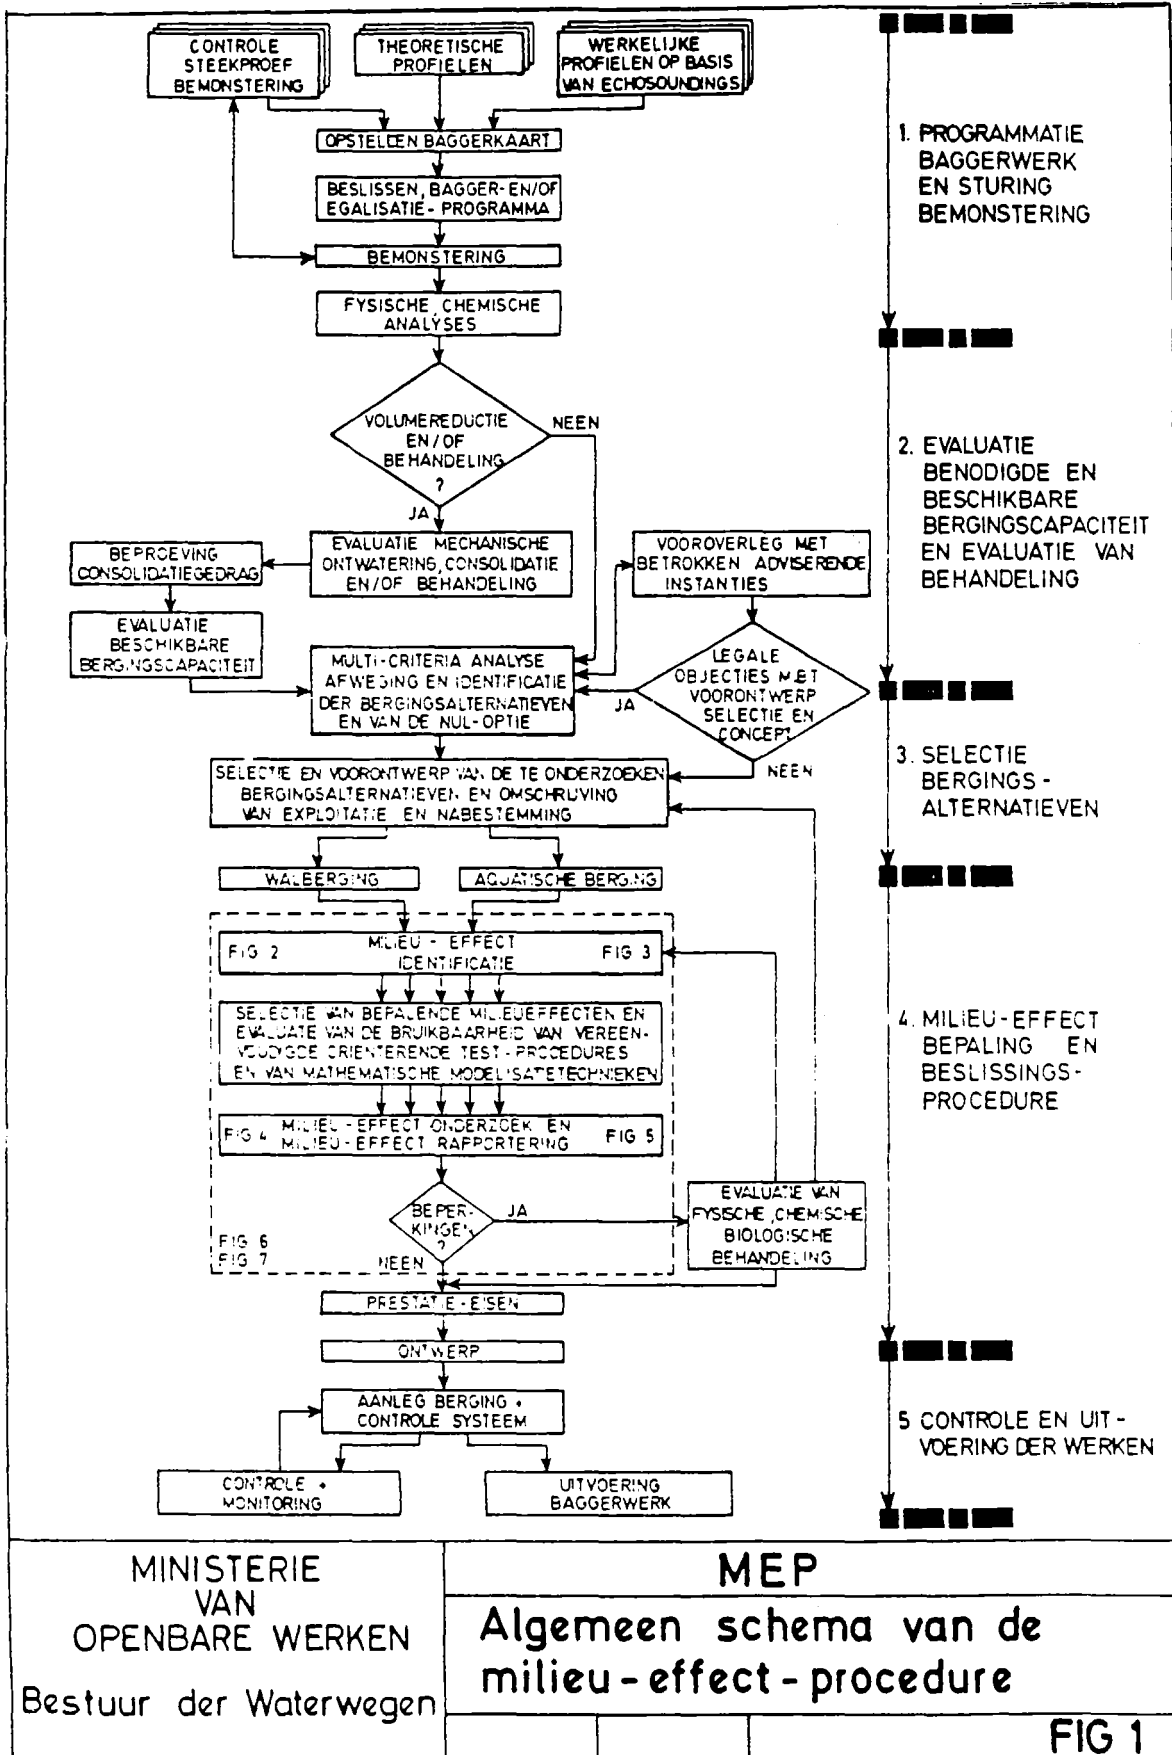 CONTROLE
STEEKPROEF
BEMONSTERING
THEORETISCHE
PROFIELEN
WERKELIJKE
PROFIELEN OP BASIS
VAN ECHOSOUNDINGS
OPSTELLEN BAGGERKAART
BESLISSEN, BAGGER-EN/OF
EGALISATIE-PROGRAMMA
BEMONSTERING
FYSISCHE, CHEMISCHE
ANALYSES
1. PROGRAMMATIE
BAGGERWERK
EN STURING
BEMONSTERING
VOLUMEREDUCTIE
EN/OF
BEHANDELING
?
NEEN
JA
2. EVALUATIE
BENODIGDE EN
BESCHIKBARE
BERGINGSCAPACITEIT
EN EVALUATIE VAN
BEHANDELING
BEPROEVING
CONSOLIDATIEGEDRAG
EVALUATIE MECHANISCHE
ONTWATERING, CONSOLIDATIE
EN/OF BEHANDELING
VOOROVERLEG MET
BETROKKEN ADVISERENDE
INSTANTIES
EVALUATIE
BESCHIKBARE
BERGINGSCAPACITEIT
MULTI-CRITERIA ANALYSE
AFWEGING EN IDENTIFICATIE
DER BERGINGSALTERNATIEVEN
EN VAN DE NUL-OPTIE
LEGALE
OBJECTIES MET
VOORONTWERP
SELECTIE EN
CONCEPT
JA
NEEN
SELECTIE EN VOORONTWERP VAN DE TE ONDERZOEKEN
BERGINGSALTERNATIEVEN EN OMSCHRIJVING
VAN EXPLOITATIE EN NABESTEMMING
3. SELECTIE
BERGINGS-
ALTERNATIEVEN
WALBERGING
AQUATISCHE BERGING
FIG 2
MILIEU - EFFECT
IDENTIFICATIE
FIG 3
SELECTIE VAN BEPALENDE MILIEUEFFECTEN EN
EVALUATE VAN DE BRUIKBAARHEID VAN VEREEN-
VOUDIGDE ORIENTERENDE TEST-PROCEDURES
EN VAN MATHEMATISCHE MODELISATETECHNIEKEN
FIG 4
MILIEU - EFFECT ONDERZOEK EN
MILIEU-EFFECT RAPPORTERING
FIG 5
4. MILIEU-EFFECT
BEPALING EN
BESLISSINGS-
PROCEDURE
BEPER-
KINGEN
?
JA
NEEN
FIG 6
FIG 7
EVALUATIE VAN
FYSISCHE, CHEMISCHE
BIOLOGISCHE
BEHANDELING
PRESTATIE-EISEN
ONTWERP
AANLEG BERGING +
CONTROLE SYSTEEM
CONTROLE +
MONITORING
UITVOERING
BAGGERWERK
5 CONTROLE EN UIT-
VOERING DER WERKEN
MINISTERIE
VAN
OPENBARE WERKEN
Bestuur der Waterwegen
MEP
Algemeen schema van de
milieu-effect-procedure
FIG 1